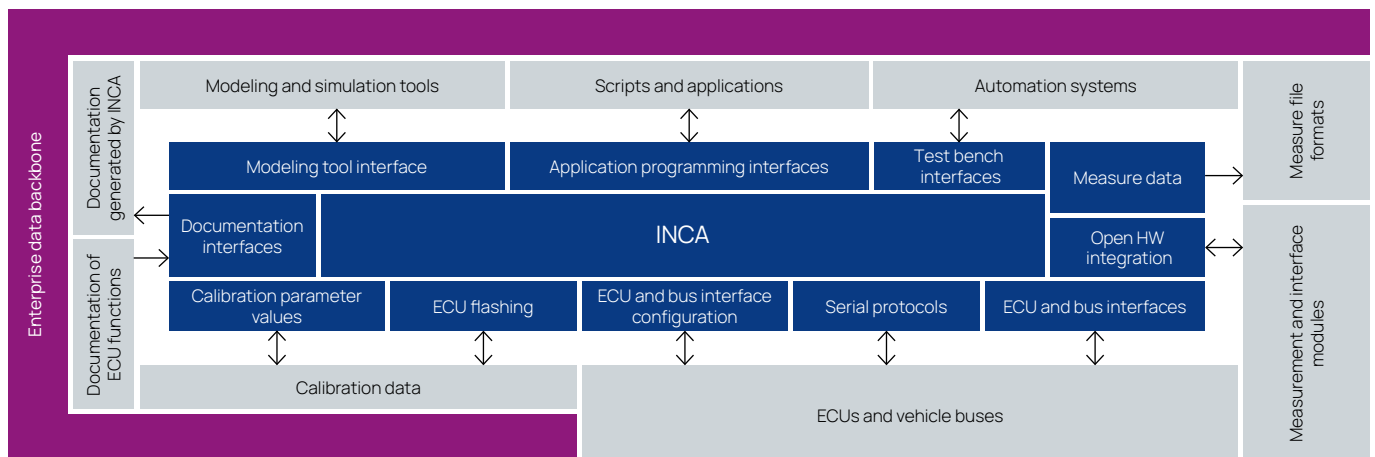 Enterprise data backbone
Documentation
generated by INCA
Documentation of
ECU functions
Modeling and simulation tools
Scripts and applications
Automation systems
Measure file
formats
Modeling tool interface
Application programming interfaces
Test bench
interfaces
Measure data
Documentation
interfaces
INCA
Open HW
integration
Calibration parameter
values
ECU flashing
ECU and bus interface
configuration
Serial protocols
ECU and bus interfaces
Measurement and interface
modules
Calibration data
ECUs and vehicle buses